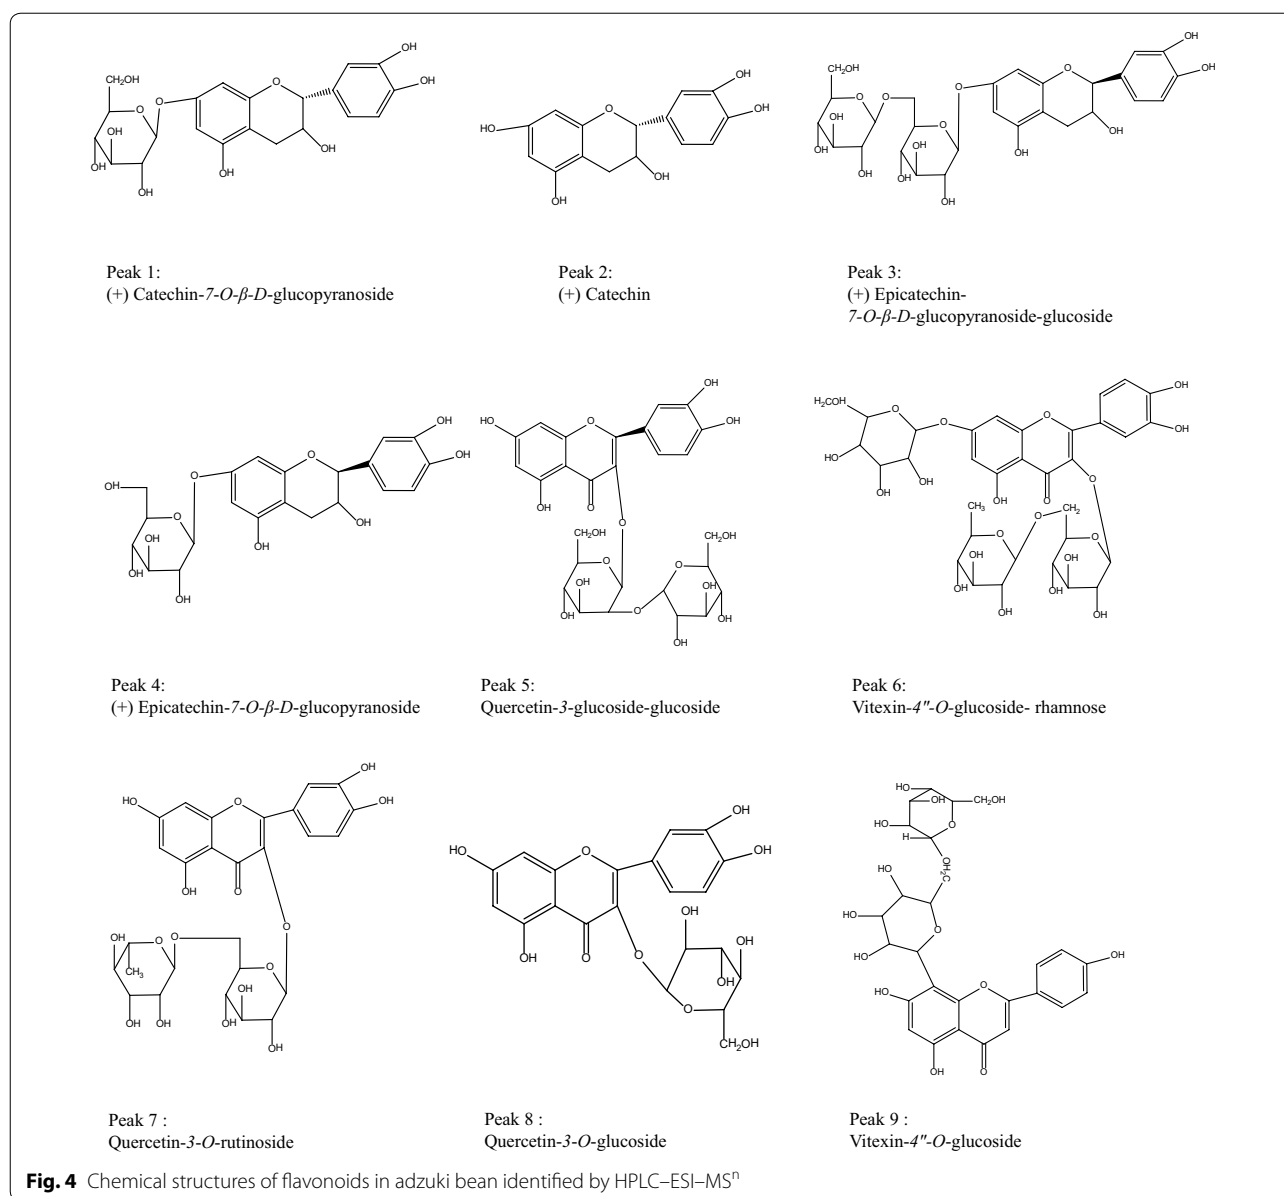 Peak 1:
(+) Catechin-7-O-β-D-glucopyranoside
Peak 2:
(+) Catechin
Peak 3:
(+) Epicatechin-
7-O-β-D-glucopyranoside-glucoside
Peak 4:
(+) Epicatechin-7-O-β-D-glucopyranoside
Peak 5:
Quercetin-3-glucoside-glucoside
Peak 6:
Vitexin-4"-O-glucoside- rhamnose
Peak 7 :
Quercetin-3-O-rutinoside
Peak 8 :
Quercetin-3-O-glucoside
Peak 9 :
Vitexin-4"-O-glucoside
Fig. 4 Chemical structures of flavonoids in adzuki bean identified by HPLC–ESI–MSⁿ